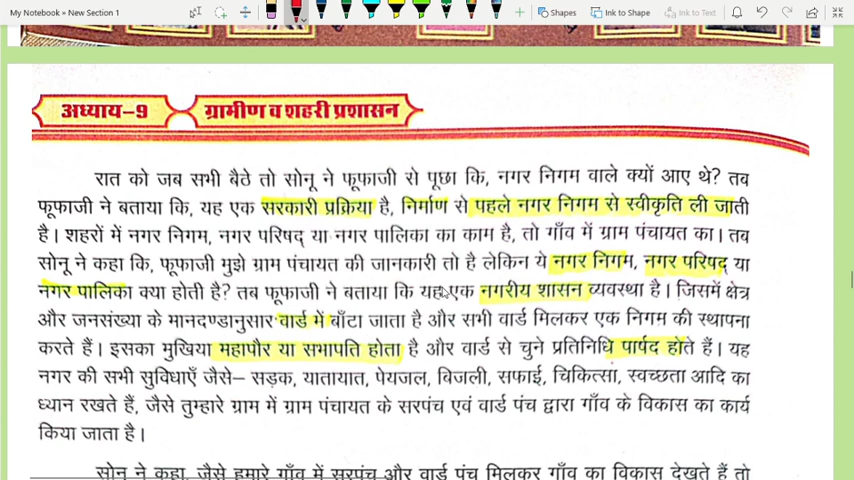 My Notebook » New Section 1
Shapes
Ink to Shape
Ink to Text
अध्याय-9 ग्रामीण व शहरी प्रशासन
रात को जब सभी बैठे तो सोनू ने फूफाजी से पूछा कि, नगर निगम वाले क्यों आए थे? तब
फूफाजी ने बताया कि, यह एक सरकारी प्रक्रिया है, निर्माण से पहले नगर निगम से स्वीकृति ली जाती
है। शहरों में नगर निगम, नगर परिषद् या नगर पालिका का काम है, तो गाँव में ग्राम पंचायत का। तब
सोनू ने कहा कि, फूफाजी मुझे ग्राम पंचायत की जानकारी तो है लेकिन ये नगर निगम, नगर परिषद् या
नगर पालिका क्या होती है? तब फूफाजी ने बताया कि यह एक नगरीय शासन व्यवस्था है। जिसमें क्षेत्र
और जनसंख्या के मानदण्डानुसार वार्ड में बाँटा जाता है और सभी वार्ड मिलकर एक निगम की स्थापना
करते हैं। इसका मुखिया महापौर या सभापति होता है और वार्ड से चुने प्रतिनिधि पार्षद होते हैं। यह
नगर की सभी सुविधाएँ जैसे– सड़क, यातायात, पेयजल, बिजली, सफाई, चिकित्सा, स्वच्छता आदि का
ध्यान रखते हैं, जैसे तुम्हारे ग्राम में ग्राम पंचायत के सरपंच एवं वार्ड पंच द्वारा गाँव के विकास का कार्य
किया जाता है।
सोनू ने कहा, जैसे हमारे गाँव में सरपंच और वार्ड पंच मिलकर गाँव का विकास देखते हैं तो